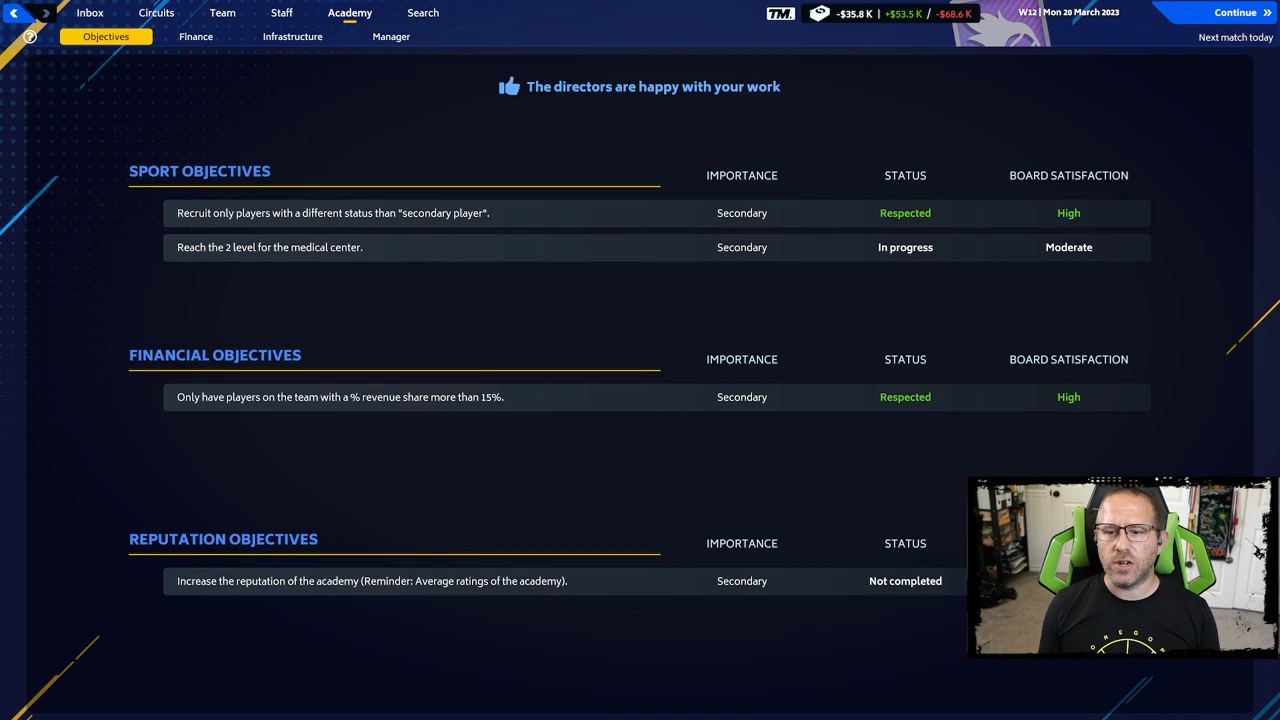 Inbox Circuits Team Staff Academy Search
TM. -$35.8 K | +$53.5 K / -$68.6 K W12 | Mon 20 March 2023 Continue
Objectives Finance Infrastructure Manager Next match today
The directors are happy with your work
SPORT OBJECTIVES IMPORTANCE STATUS BOARD SATISFACTION
Recruit only players with a different status than "secondary player". Secondary Respected High
Reach the 2 level for the medical center. Secondary In progress Moderate
FINANCIAL OBJECTIVES IMPORTANCE STATUS BOARD SATISFACTION
Only have players on the team with a % revenue share more than 15%. Secondary Respected High
REPUTATION OBJECTIVES IMPORTANCE STATUS
Increase the reputation of the academy (Reminder: Average ratings of the academy). Secondary Not completed
OREGON